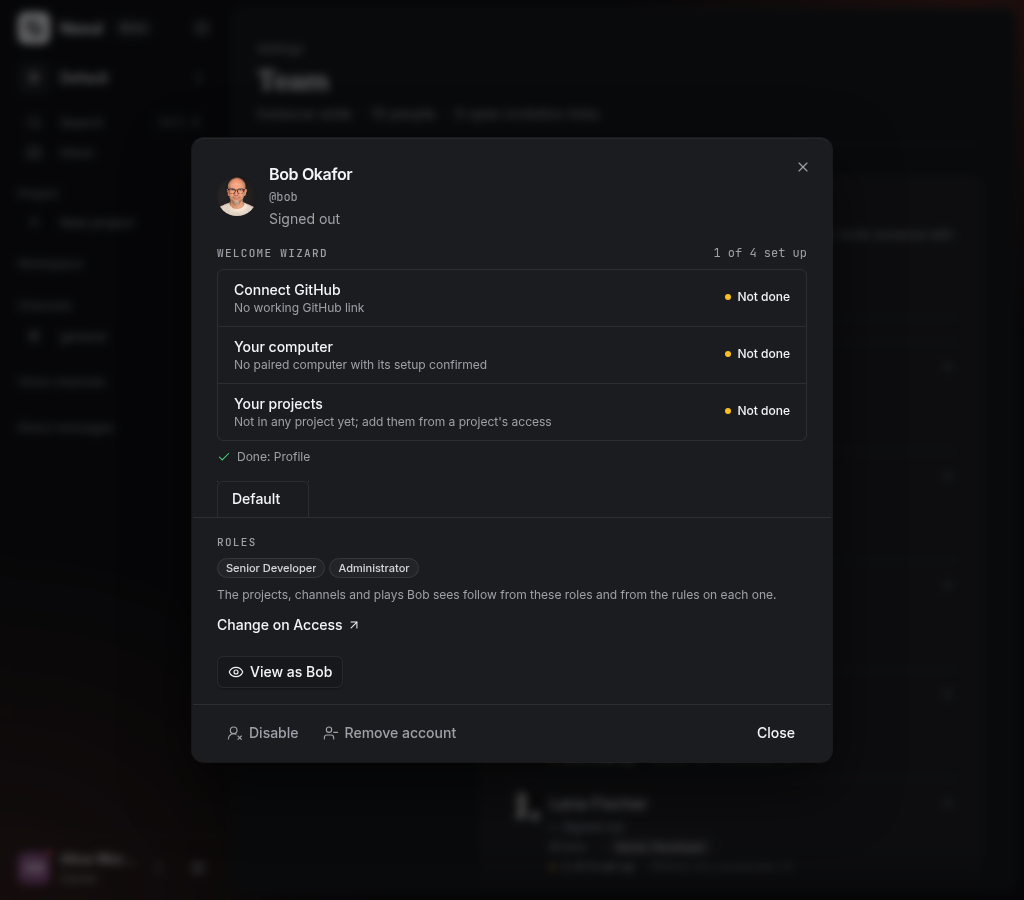 Team
Bob Okafor
@bob
Signed out
WELCOME WIZARD 1 of 4 set up
Connect GitHub
No working GitHub link
Not done
Your computer
No paired computer with its setup confirmed
Not done
Your projects
Not in any project yet; add them from a project's access
Not done
Done: Profile
Default
ROLES
Senior Developer Administrator
The projects, channels and plays Bob sees follow from these roles and from the rules on each one.
Change on Access
View as Bob
Disable Remove account Close